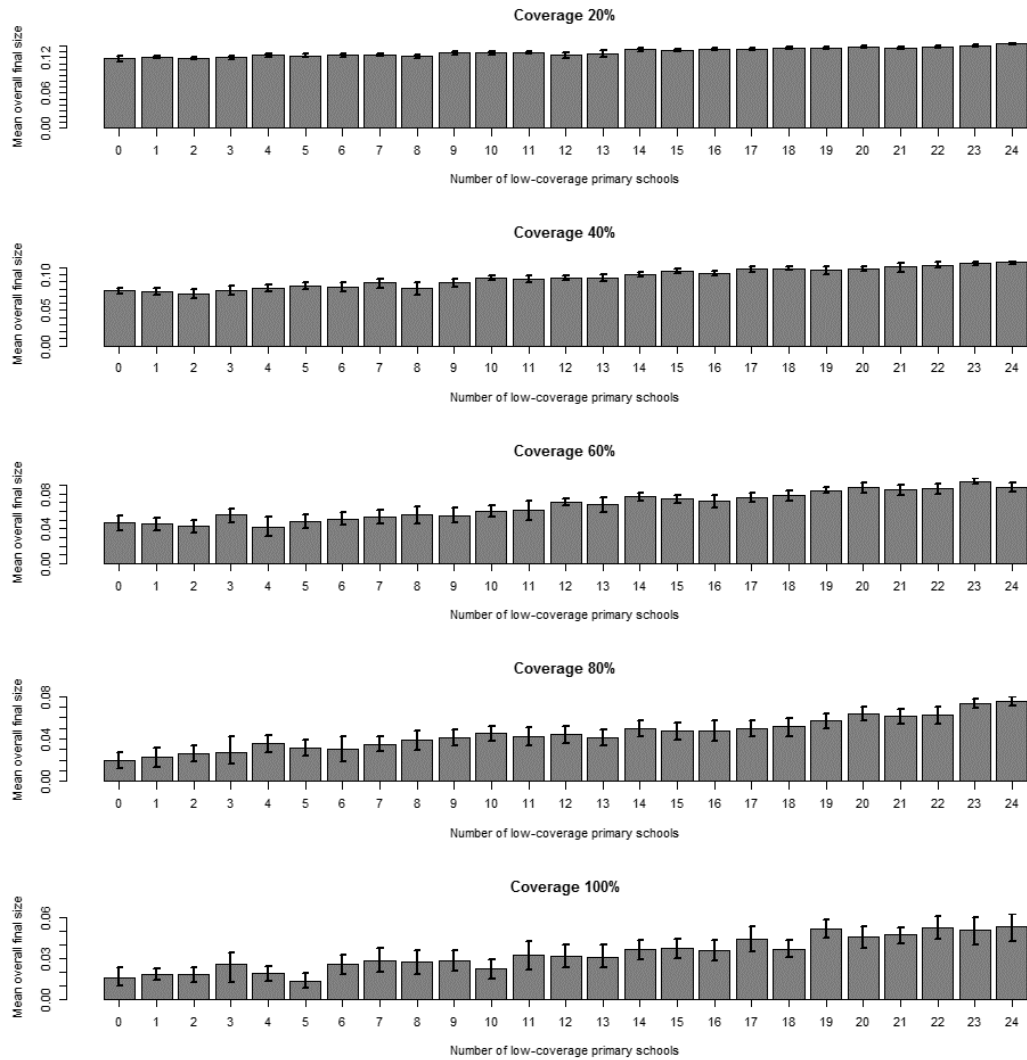 Coverage 20%
Mean overall final size
0.00 0.06 0.12
0 1 2 3 4 5 6 7 8 9 10 11 12 13 14 15 16 17 18 19 20 21 22 23 24
Number of low-coverage primary schools
Coverage 40%
Mean overall final size
0.00 0.05 0.10
0 1 2 3 4 5 6 7 8 9 10 11 12 13 14 15 16 17 18 19 20 21 22 23 24
Number of low-coverage primary schools
Coverage 60%
Mean overall final size
0.00 0.04 0.08
0 1 2 3 4 5 6 7 8 9 10 11 12 13 14 15 16 17 18 19 20 21 22 23 24
Number of low-coverage primary schools
Coverage 80%
Mean overall final size
0.00 0.04 0.08
0 1 2 3 4 5 6 7 8 9 10 11 12 13 14 15 16 17 18 19 20 21 22 23 24
Number of low-coverage primary schools
Coverage 100%
Mean overall final size
0.00 0.03 0.06
0 1 2 3 4 5 6 7 8 9 10 11 12 13 14 15 16 17 18 19 20 21 22 23 24
Number of low-coverage primary schools